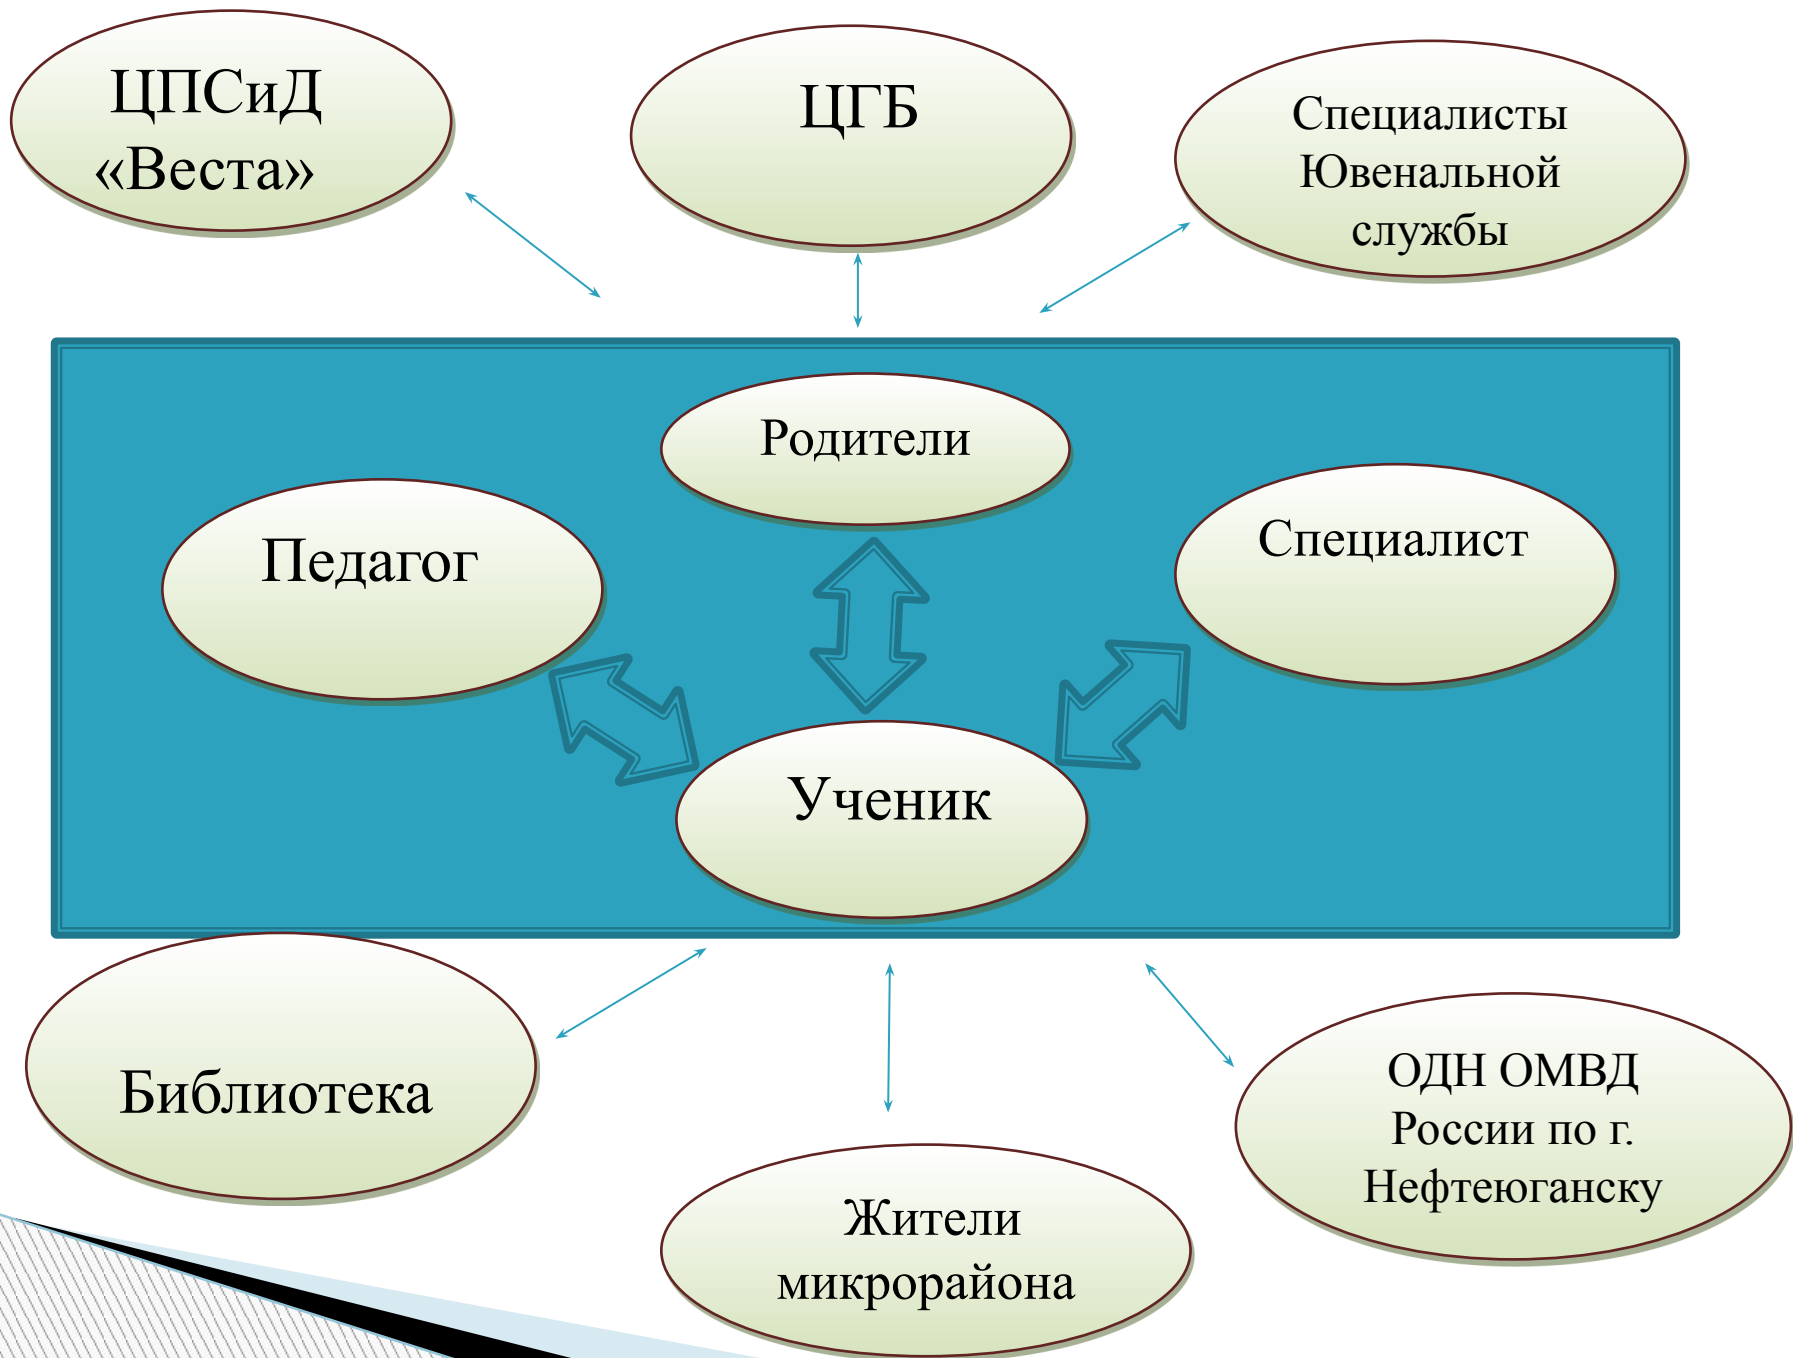 ЦПСиД
«Веста»
ЦГБ
Специалисты
Ювенальной
службы
Родители
Педагог
Специалист
Ученик
Библиотека
Жители
микрорайона
ОДН ОМВД
России по г.
Нефтеюганску